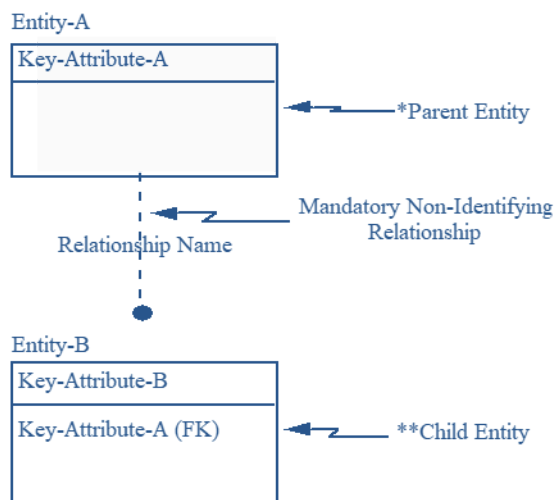 Entity-A
Key-Attribute-A
*Parent Entity
Mandatory Non-Identifying
Relationship
Relationship Name
Entity-B
Key-Attribute-B
Key-Attribute-A (FK)
**Child Entity